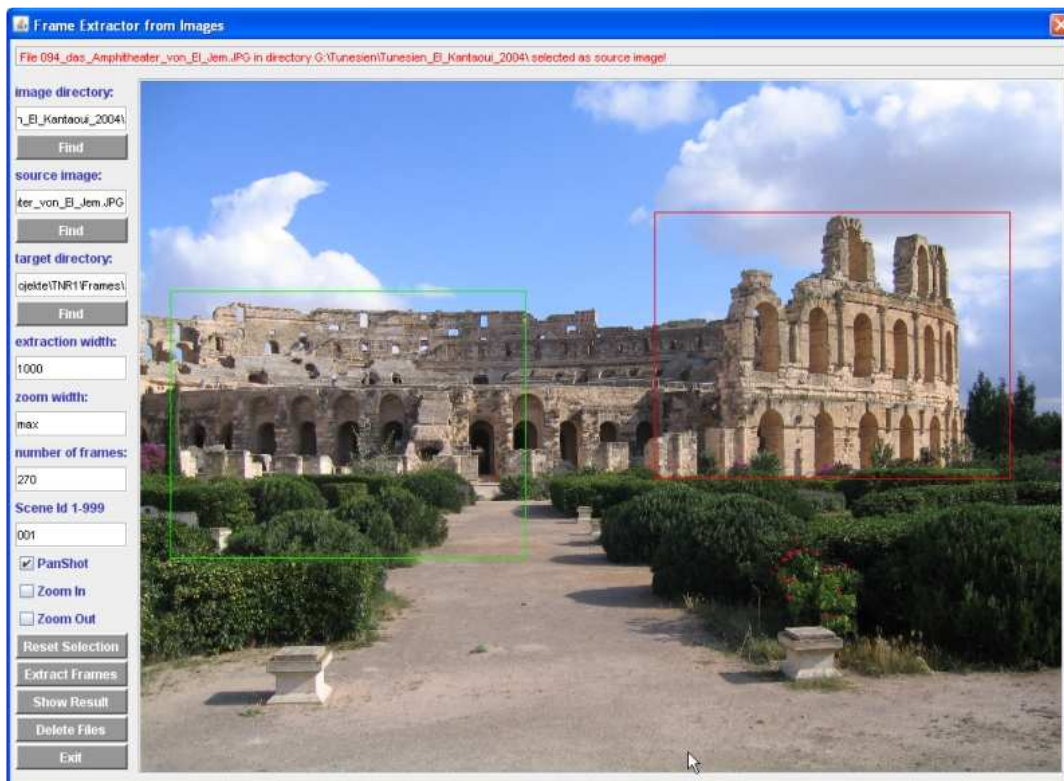 Frame Extractor from Images
File 094_das_Amphitheater_von_El_Jem.JPG in directory G:\Tunesien\Tunesien_El_Kantaoui_2004\ selected as source image!
image directory:
n_El_Kantaoui_2004\
Find
source image:
iter_von_El_Jem.JPG
Find
target directory:
ojekte\TNR1\Frames\
Find
extraction width:
1000
zoom width:
max
number of frames:
270
Scene Id 1-999
001
PanShot
Zoom In
Zoom Out
Reset Selection
Extract Frames
Show Result
Delete Files
Exit